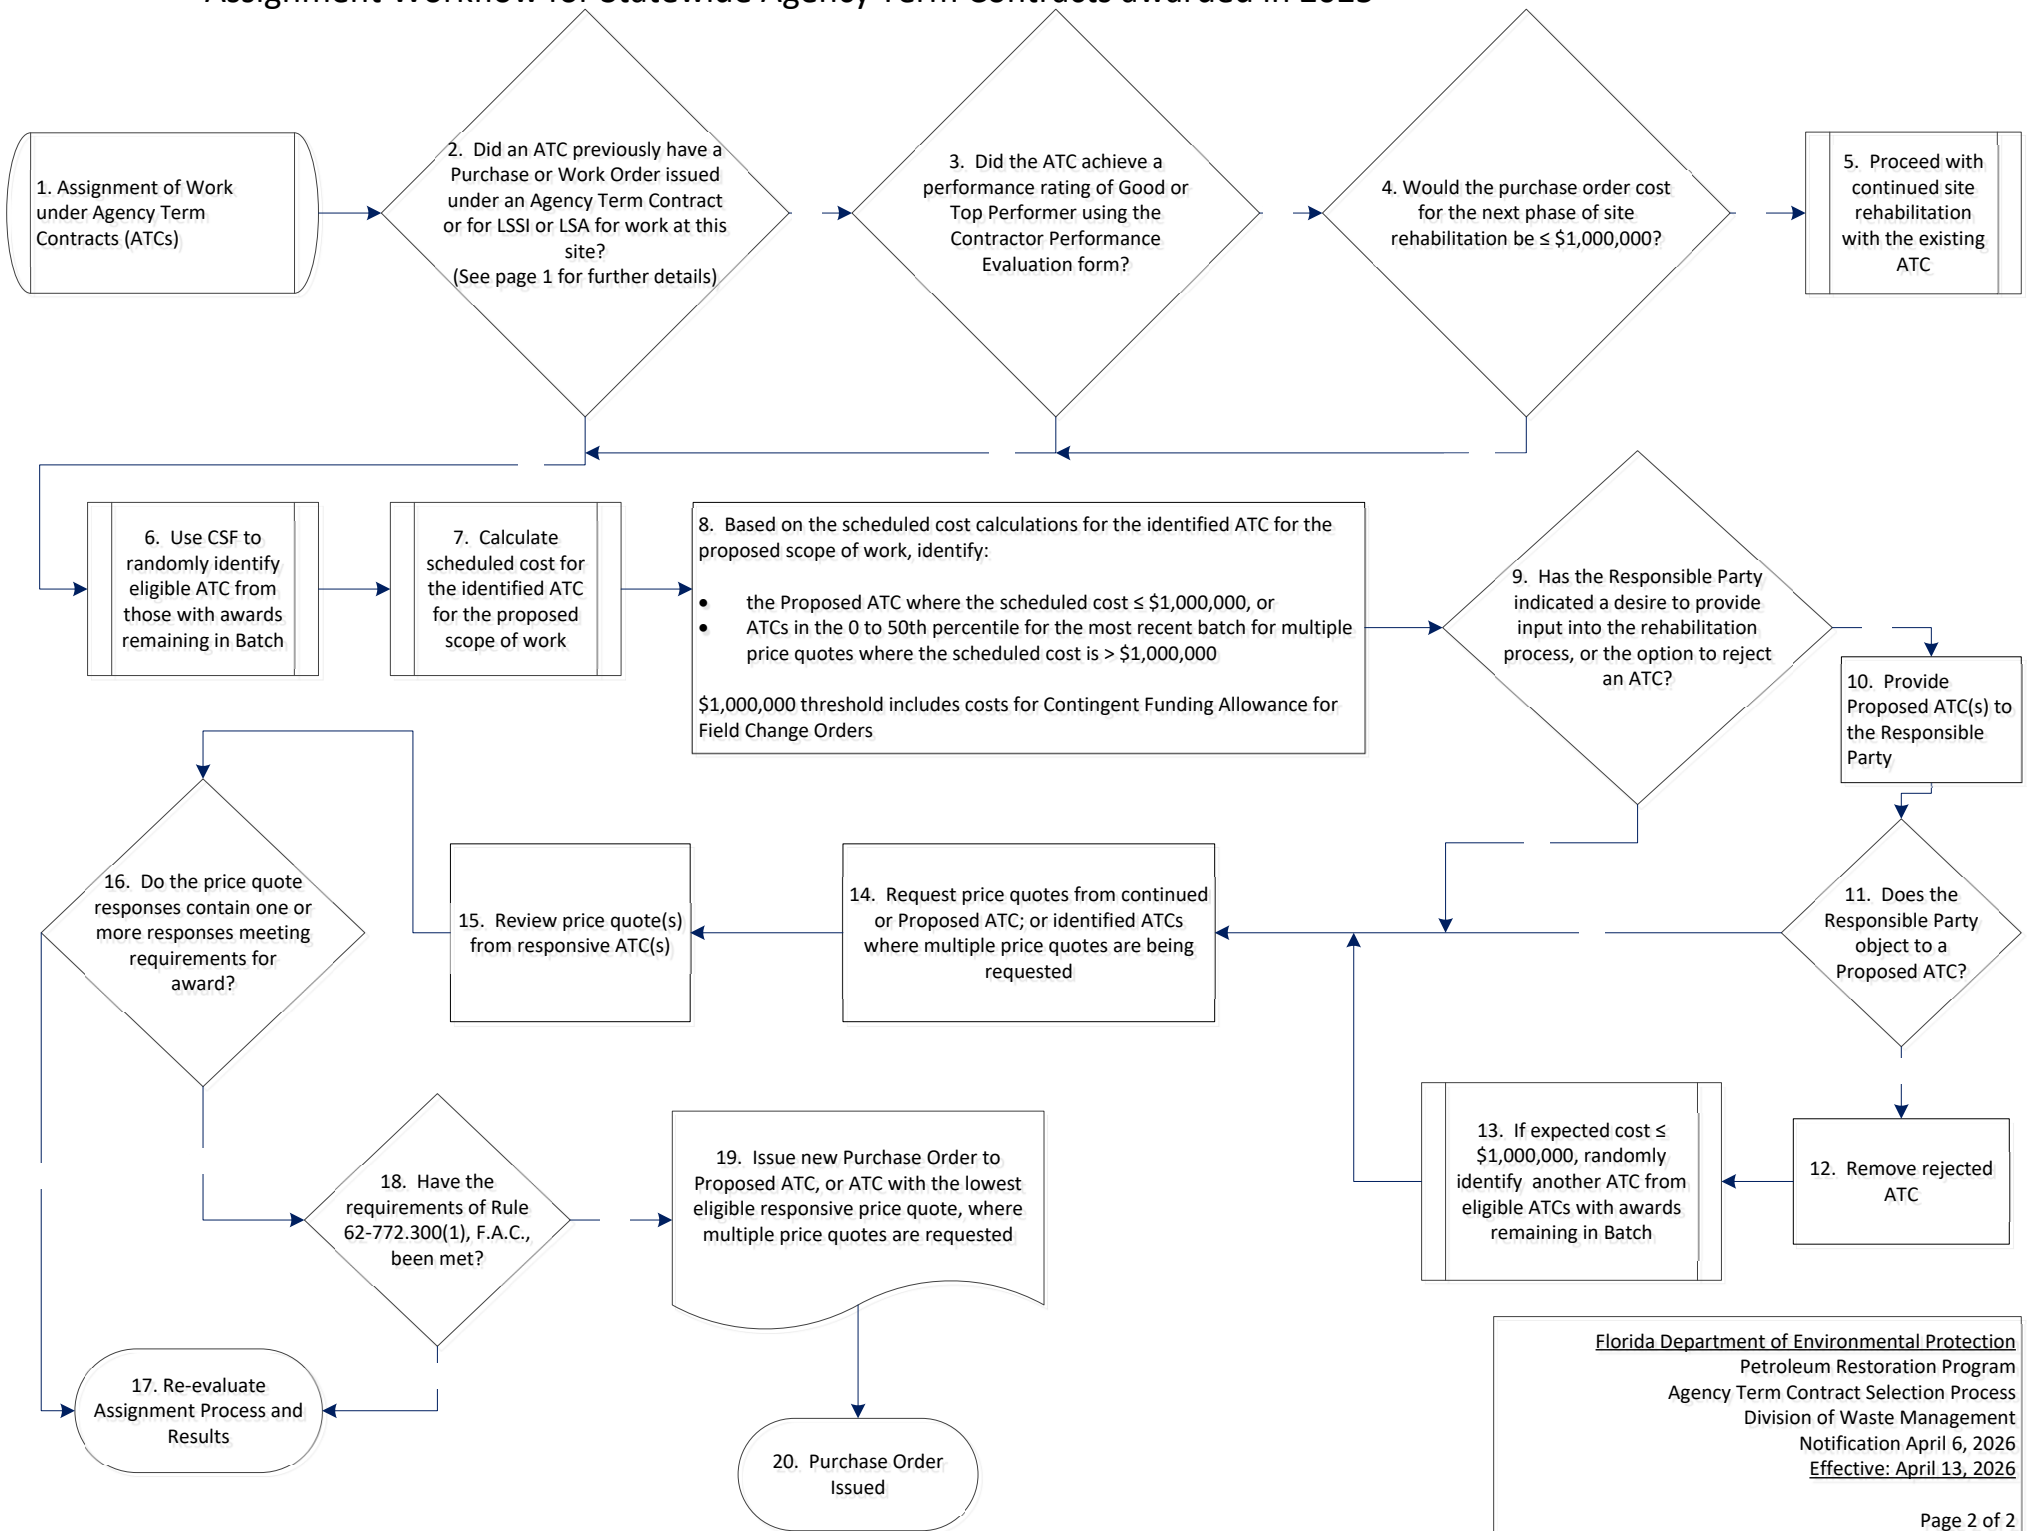 Assignment Workflow for Statewide Agency Term Contracts awarded in
1. Assignment of Work
under Agency Term
Contracts (ATCs)
2. Did an ATC previously have a
Purchase or Work Order issued
under an Agency Term Contract
or for LSSI or LSA for work at this
site?
(See page 1 for further details)
3. Did the ATC achieve a
performance rating of Good or
Top Performer using the
Contractor Performance
Evaluation form?
4. Would the purchase order cost
for the next phase of site
rehabilitation be ≤ $1,000,000?
5. Proceed with
continued site
rehabilitation
with the existing
ATC
6. Use CSF to
randomly identify
eligible ATC from
those with awards
remaining in Batch
7. Calculate
scheduled cost for
the identified ATC
for the proposed
scope of work
8. Based on the scheduled cost calculations for the identified ATC for the
proposed scope of work, identify:
• the Proposed ATC where the scheduled cost ≤ $1,000,000, or
• ATCs in the 0 to 50th percentile for the most recent batch for multiple
price quotes where the scheduled cost is > $1,000,000
$1,000,000 threshold includes costs for Contingent Funding Allowance for
Field Change Orders
9. Has the Responsible Party
indicated a desire to provide
input into the rehabilitation
process, or the option to reject
an ATC?
10. Provide
Proposed ATC(s) to
the Responsible
Party
11. Does the
Responsible Party
object to a
Proposed ATC?
12. Remove rejected
ATC
13. If expected cost ≤
$1,000,000, randomly
identify another ATC from
eligible ATCs with awards
remaining in Batch
14. Request price quotes from continued
or Proposed ATC; or identified ATCs
where multiple price quotes are being
requested
15. Review price quote(s)
from responsive ATC(s)
16. Do the price quote
responses contain one or
more responses meeting
requirements for
award?
17. Re-evaluate
Assignment Process and
Results
18. Have the
requirements of Rule
62-772.300(1), F.A.C.,
been met?
19. Issue new Purchase Order to
Proposed ATC, or ATC with the lowest
eligible responsive price quote, where
multiple price quotes are requested
20. Purchase Order
Issued
Florida Department of Environmental Protection
Petroleum Restoration Program
Agency Term Contract Selection Process
Division of Waste Management
Notification April 6, 2026
Effective: April 13, 2026
Page 2 of 2